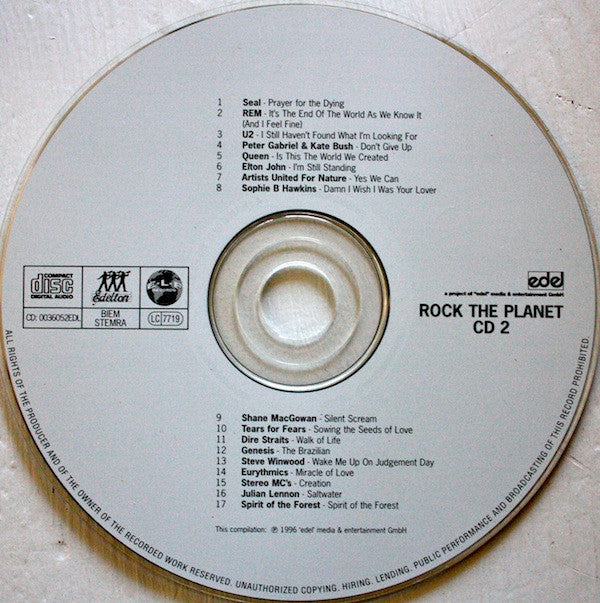 1 Seal - Prayer for the Dying
2 REM - It's The End Of The World As We Know It
(And I Feel Fine)
3 U2 - I Still Haven't Found What I'm Looking For
4 Peter Gabriel & Kate Bush - Don't Give Up
5 Queen - Is This The World We Created
6 Elton John - I'm Still Standing
7 Artists United For Nature - Yes We Can
8 Sophie B Hawkins - Damn I Wish I Was Your Lover
COMPACT
disc
DIGITAL AUDIO
Edelton
CD: 0036052EDL
BIEM
STEMRA
LC 7719
edel
a project of "edel" media & entertainment GmbH
ROCK THE PLANET
CD 2
9 Shane MacGowan - Silent Scream
10 Tears for Fears - Sowing the Seeds of Love
11 Dire Straits - Walk of Life
12 Genesis - The Brazilian
13 Steve Winwood - Wake Me Up On Judgement Day
14 Eurythmics - Miracle of Love
15 Stereo MC's - Creation
16 Julian Lennon - Saltwater
17 Spirit of the Forest - Spirit of the Forest
This compilation: ℗ 1996 'edel' media & entertainment GmbH
ALL RIGHTS OF THE PRODUCER AND OF THE OWNER OF THE RECORDED WORK RESERVED. UNAUTHORIZED COPYING. HIRING. LENDING. PUBLIC PERFORMANCE AND BROADCASTING OF THIS RECORD PROHIBITED